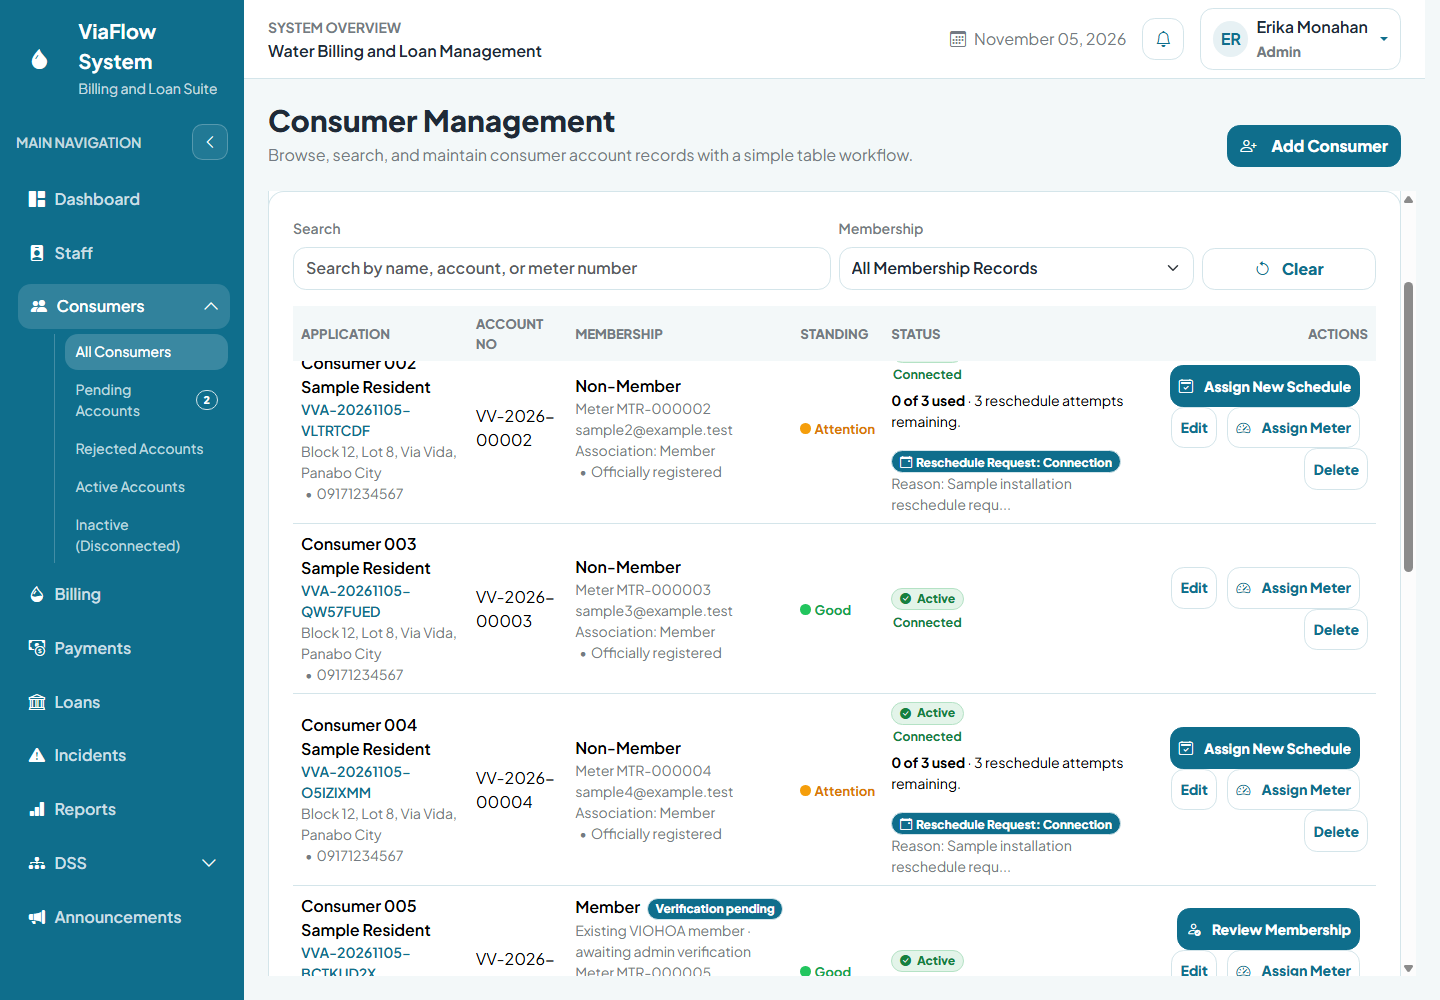 ViaFlow
System
Billing and Loan Suite
MAIN NAVIGATION
Dashboard
Staff
Consumers
All Consumers
Pending
Accounts
2
Rejected Accounts
Active Accounts
Inactive
(Disconnected)
Billing
Payments
Loans
Incidents
Reports
DSS
Announcements
SYSTEM OVERVIEW
Water Billing and Loan Management
November 05, 2026
ER
Erika Monahan
Admin
Consumer Management
Browse, search, and maintain consumer account records with a simple table workflow.
Add Consumer
Search
Search by name, account, or meter number
Membership
All Membership Records
Clear
APPLICATION
ACCOUNT
NO
MEMBERSHIP
STANDING
STATUS
ACTIONS
Consumer 002
Sample Resident
VVA-20261105-
VLTRTCDF
Block 12, Lot 8, Via Vida,
Panabo City
• 09171234567
VV-2026-
00002
Non-Member
Meter MTR-000002
sample2@example.test
Association: Member
• Officially registered
Attention
Connected
0 of 3 used · 3 reschedule attempts
remaining.
Reschedule Request: Connection
Reason: Sample installation
reschedule requ...
Assign New Schedule
Edit
Assign Meter
Delete
Consumer 003
Sample Resident
VVA-20261105-
QW57FUED
Block 12, Lot 8, Via Vida,
Panabo City
• 09171234567
VV-2026-
00003
Non-Member
Meter MTR-000003
sample3@example.test
Association: Member
• Officially registered
Good
Active
Connected
Edit
Assign Meter
Delete
Consumer 004
Sample Resident
VVA-20261105-
O5IZIXMM
Block 12, Lot 8, Via Vida,
Panabo City
• 09171234567
VV-2026-
00004
Non-Member
Meter MTR-000004
sample4@example.test
Association: Member
• Officially registered
Attention
Active
Connected
0 of 3 used · 3 reschedule attempts
remaining.
Reschedule Request: Connection
Reason: Sample installation
reschedule requ...
Assign New Schedule
Edit
Assign Meter
Delete
Consumer 005
Sample Resident
VVA-20261105-
BCTKUD2X
VV-2026-
Member Verification pending
Existing VIOHOA member ·
awaiting admin verification
Meter MTR-000005
Good
Active
Review Membership
Edit
Assign Meter